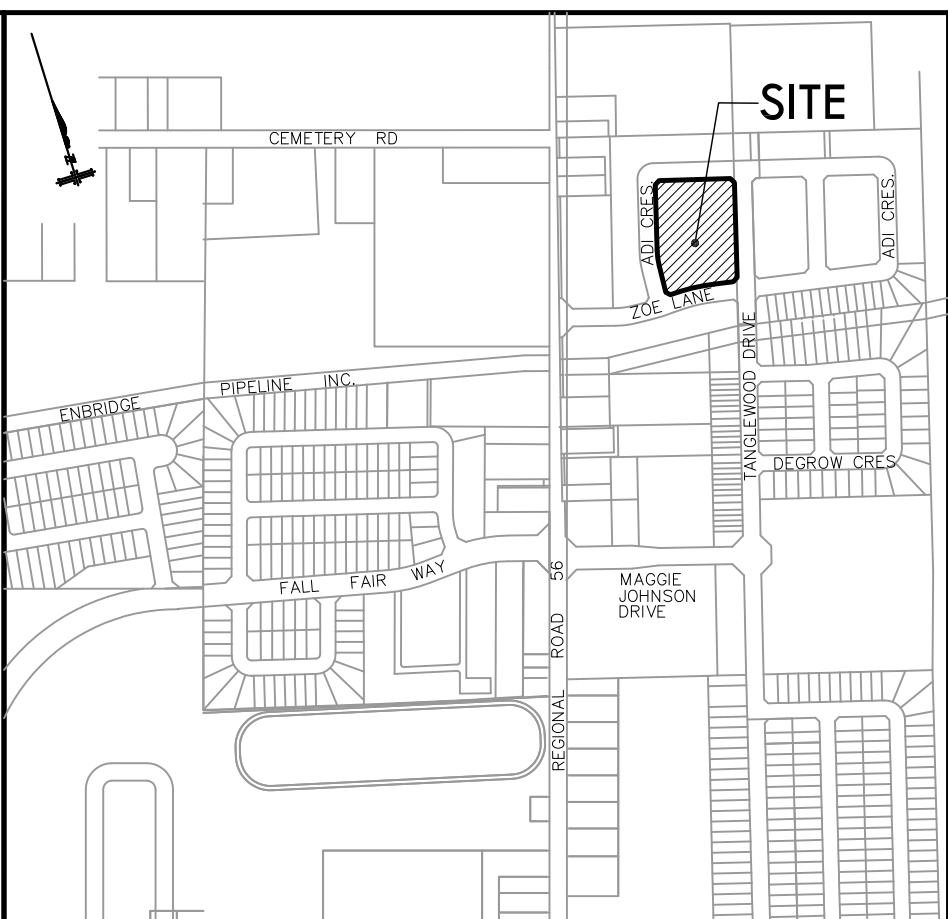 SITE
CEMETERY RD
ADI CRES.
ADI CRES.
ZOE LANE
TANGLEWOOD DRIVE
ENBRIDGE PIPELINE INC.
DEGROW CRES
FALL FAIR WAY
REGIONAL ROAD 56
MAGGIE
JOHNSON
DRIVE